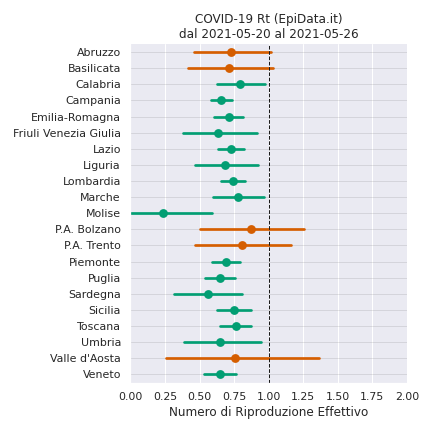 COVID-19 Rt (EpiData.it)
dal 2021-05-20 al 2021-05-26
Abruzzo
Basilicata
Calabria
Campania
Emilia-Romagna
Friuli Venezia Giulia
Lazio
Liguria
Lombardia
Marche
Molise
P.A. Bolzano
P.A. Trento
Piemonte
Puglia
Sardegna
Sicilia
Toscana
Umbria
Valle d'Aosta
Veneto
0.00 0.25 0.50 0.75 1.00 1.25 1.50 1.75 2.00
Numero di Riproduzione Effettivo